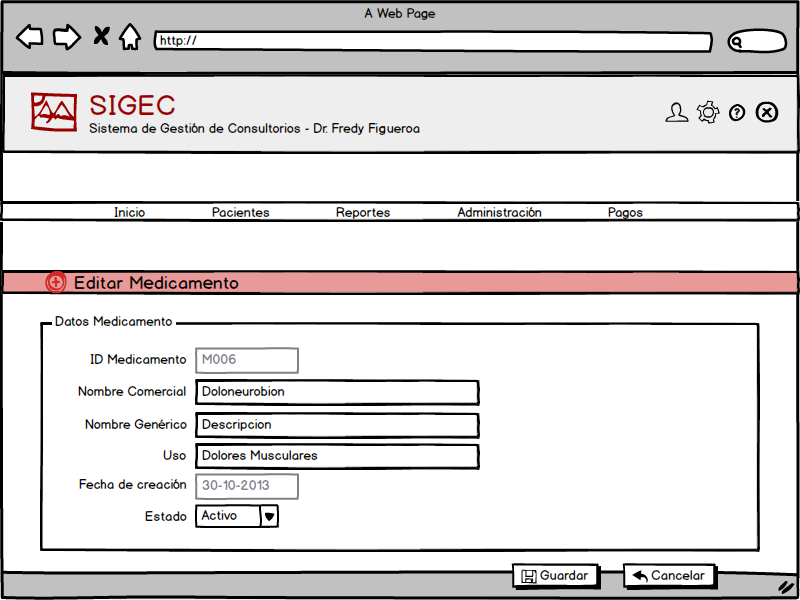 A Web Page
http://
SIGEC
Sistema de Gestión de Consultorios - Dr. Fredy Figueroa
Inicio Pacientes Reportes Administración Pagos
Editar Medicamento
Datos Medicamento
ID Medicamento M006
Nombre Comercial Doloneurobion
Nombre Genérico Descripcion
Uso Dolores Musculares
Fecha de creación 30-10-2013
Estado Activo
Guardar Cancelar